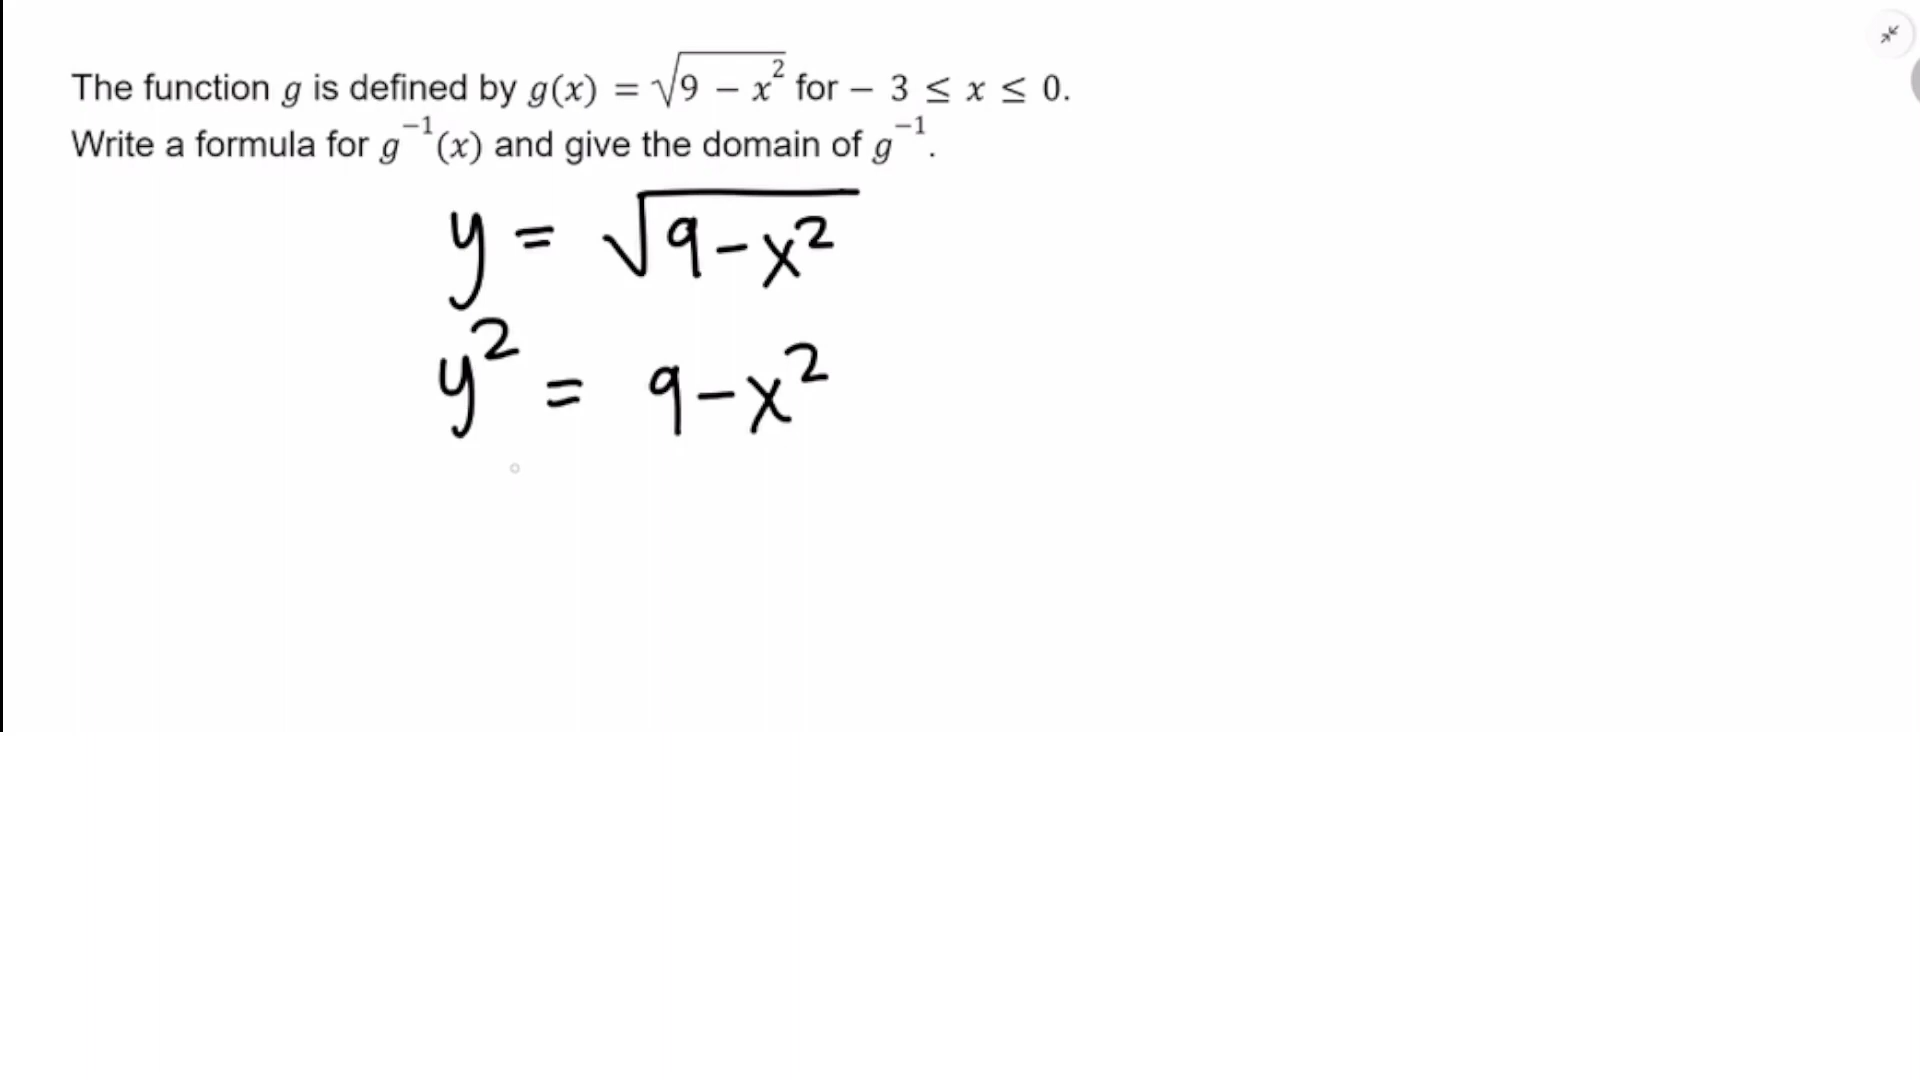 The function g is defined by g(x) = √(9 − x²) for − 3 ≤ x ≤ 0.
Write a formula for g⁻¹(x) and give the domain of g⁻¹.
y = √(9-x²)
y² = 9-x²